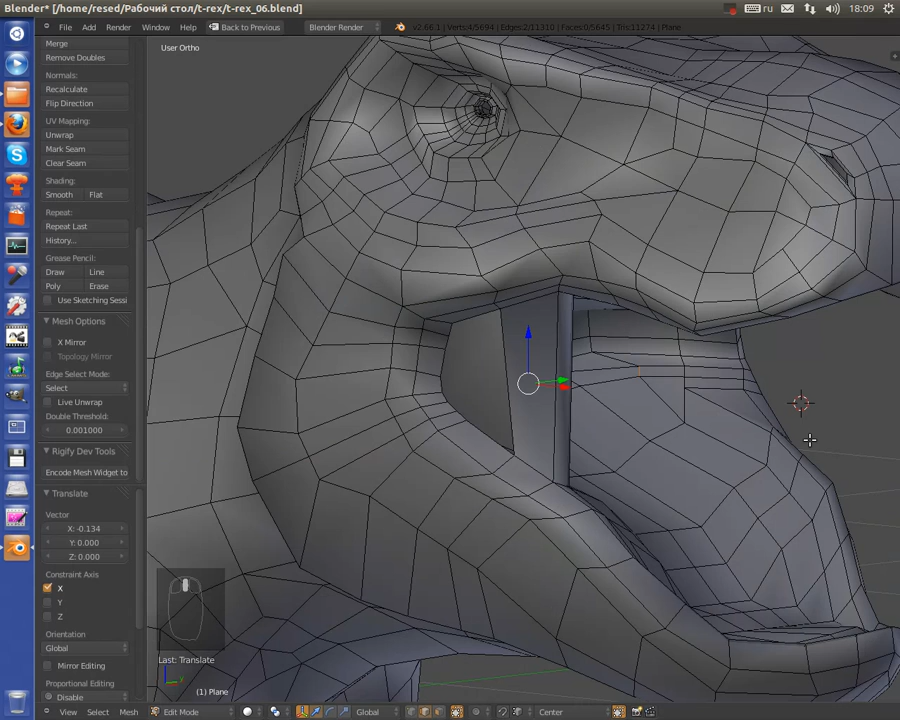 Blender* [/home/resed/Рабочий стол/t-rex/t-rex_06.blend]
ru 18:09
File Add Render Window Help Back to Previous Blender Render v2.66.1 | Verts:4/5694 | Edges:2/11310 | Faces:0/5645 | Tris:11274 | Plane
Merge
Remove Doubles
Normals:
Recalculate
Flip Direction
UV Mapping:
Unwrap
Mark Seam
Clear Seam
Shading:
Smooth Flat
Repeat:
Repeat Last
History...
Grease Pencil:
Draw Line
Poly Erase
Use Sketching Sessi
Mesh Options
X Mirror
Topology Mirror
Edge Select Mode:
Select
Live Unwrap
Double Threshold:
0.001000
Rigify Dev Tools
Encode Mesh Widget to
Translate
Vector
X: -0.134
Y: 0.000
Z: 0.000
Constraint Axis
X
Y
Z
Orientation
Global
Mirror Editing
Proportional Editing
Disable
User Ortho
Last: Translate
z
y
(1) Plane
View Select Mesh Edit Mode Global Center